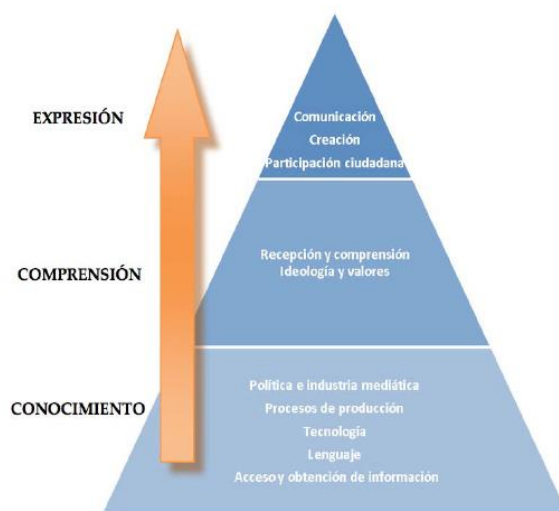 EXPRESIÓN
Comunicación
Creación
Participación ciudadana
COMPRENSIÓN
Recepción y comprensión
Ideología y valores
CONOCIMIENTO
Política e industria mediática
Procesos de producción
Tecnología
Lenguaje
Acceso y obtención de información